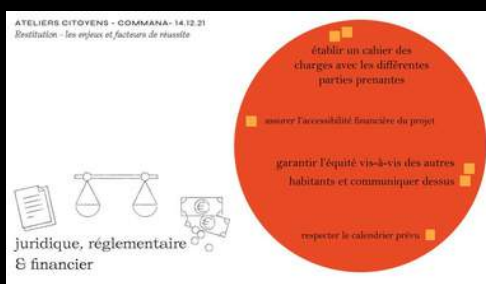 ATELIERS CITOYENS - COMMANA- 14.12.21
Restitution - les enjeux et facteurs de réussite
établir un cahier des
charges avec les différentes
parties prenantes
assurer l'accessibilité financière du projet
garantir l'équité vis-à-vis des autres
habitants et communiquer dessus
respecter le calendrier prévu
juridique, réglementaire
& financier